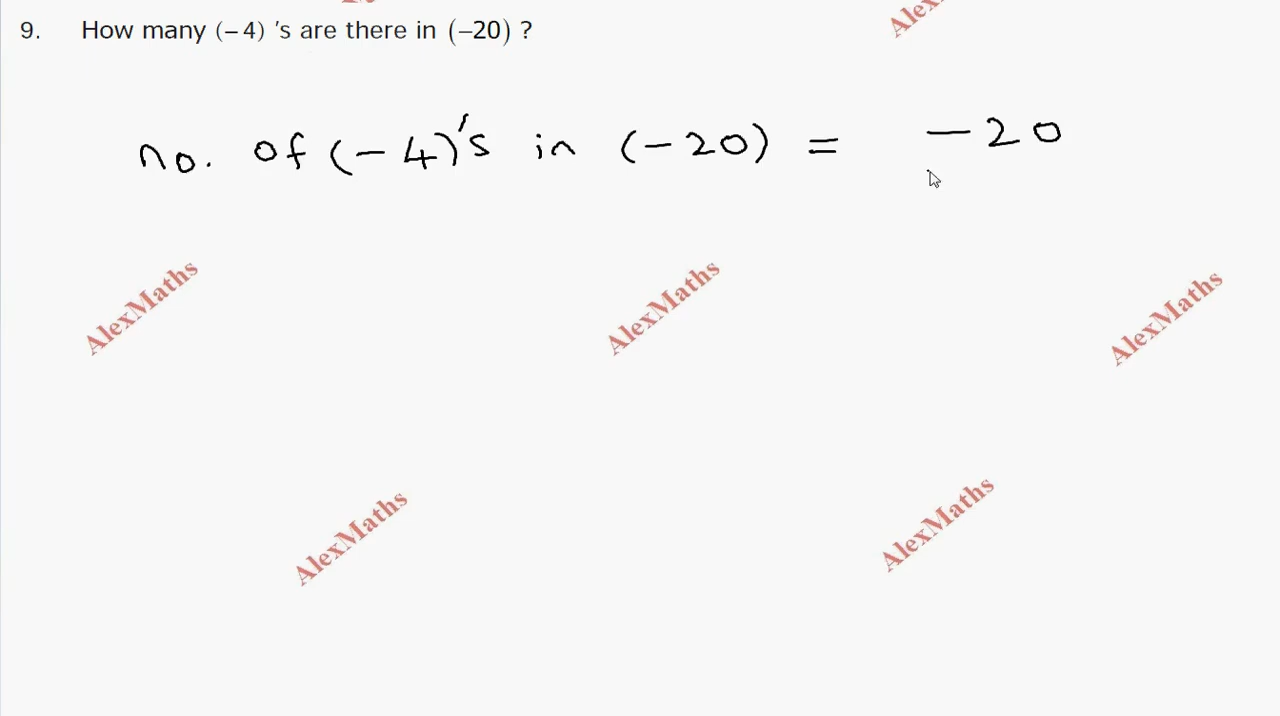 Alex
9. How many (−4) 's are there in (−20) ?
no. of (−4)'s in (−20) = −20
AlexMaths
AlexMaths
AlexMaths
AlexMaths
AlexMaths